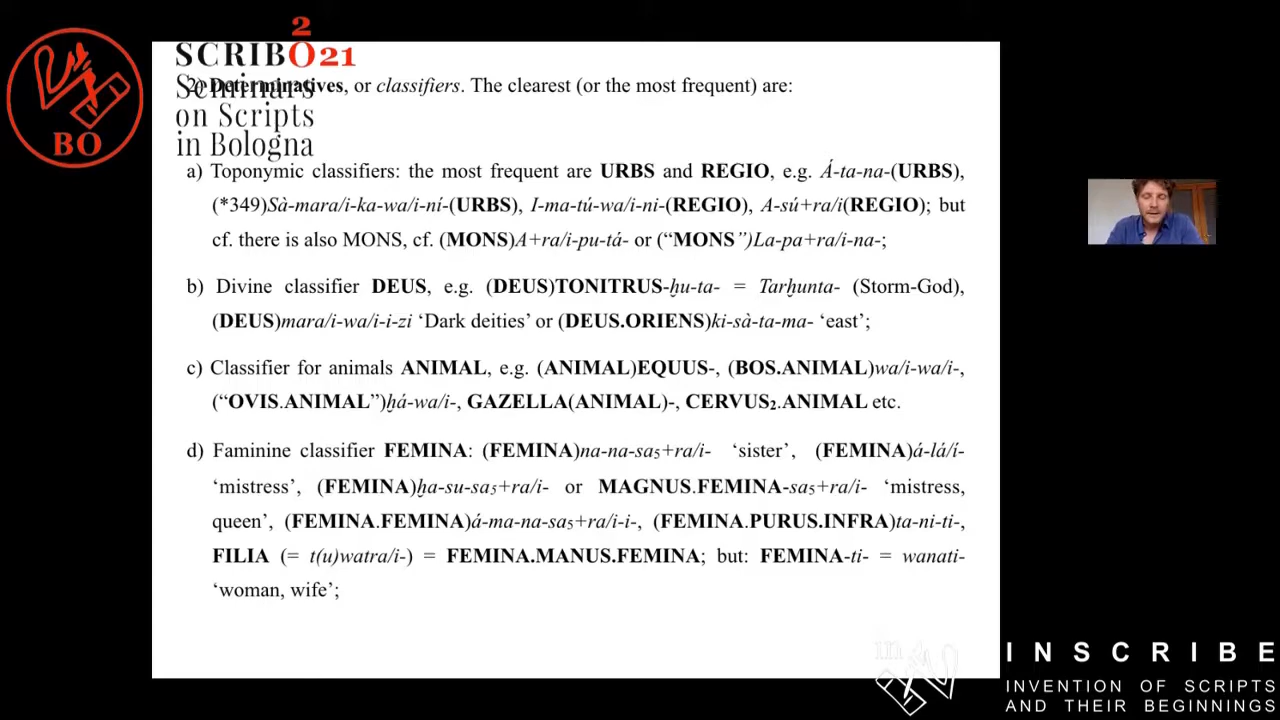 2
SCRIBO21
Seminars
on Scripts
in Bologna
BO
2) Determinatives, or classifiers. The clearest (or the most frequent) are:
a) Toponymic classifiers: the most frequent are URBS and REGIO, e.g. Á-ta-na-(URBS),
(*349)Sà-mara/i-ka-wa/i-ní-(URBS), I-ma-tú-wa/i-ni-(REGIO), A-sú+ra/i(REGIO); but
cf. there is also MONS, cf. (MONS)A+ra/i-pu-tá- or (“MONS”)La-pa+ra/i-na-;
b) Divine classifier DEUS, e.g. (DEUS)TONITRUS-ḫu-ta- = Tarḫunta- (Storm-God),
(DEUS)mara/i-wa/i-i-zi ‘Dark deities’ or (DEUS.ORIENS)ki-sà-ta-ma- ‘east’;
c) Classifier for animals ANIMAL, e.g. (ANIMAL)EQUUS-, (BOS.ANIMAL)wa/i-wa/i-,
(“OVIS.ANIMAL”)ḫá-wa/i-, GAZELLA(ANIMAL)-, CERVUS₂.ANIMAL etc.
d) Faminine classifier FEMINA: (FEMINA)na-na-sa₅+ra/i- ‘sister’, (FEMINA)á-lá/í-
‘mistress’, (FEMINA)ḫa-su-sa₅+ra/i- or MAGNUS.FEMINA-sa₅+ra/i- ‘mistress,
queen’, (FEMINA.FEMINA)á-ma-na-sa₅+ra/i-i-, (FEMINA.PURUS.INFRA)ta-ni-ti-,
FILIA (= t(u)watra/i-) = FEMINA.MANUS.FEMINA; but: FEMINA-ti- = wanati-
‘woman, wife’;
in
INSCRIBE
INVENTION OF SCRIPTS
AND THEIR BEGINNINGS